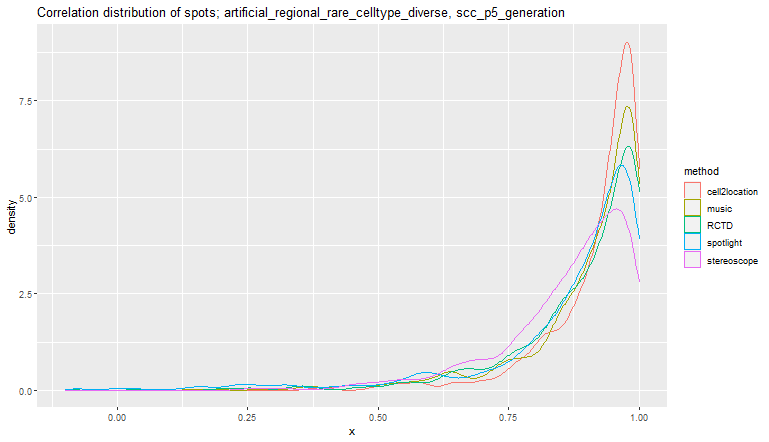 Correlation distribution of spots; artificial_regional_rare_celltype_diverse, scc_p5_generation
density
7.5
5.0
2.5
0.0
0.00
0.25
0.50
0.75
1.00
x
method
cell2location
music
RCTD
spotlight
stereoscope